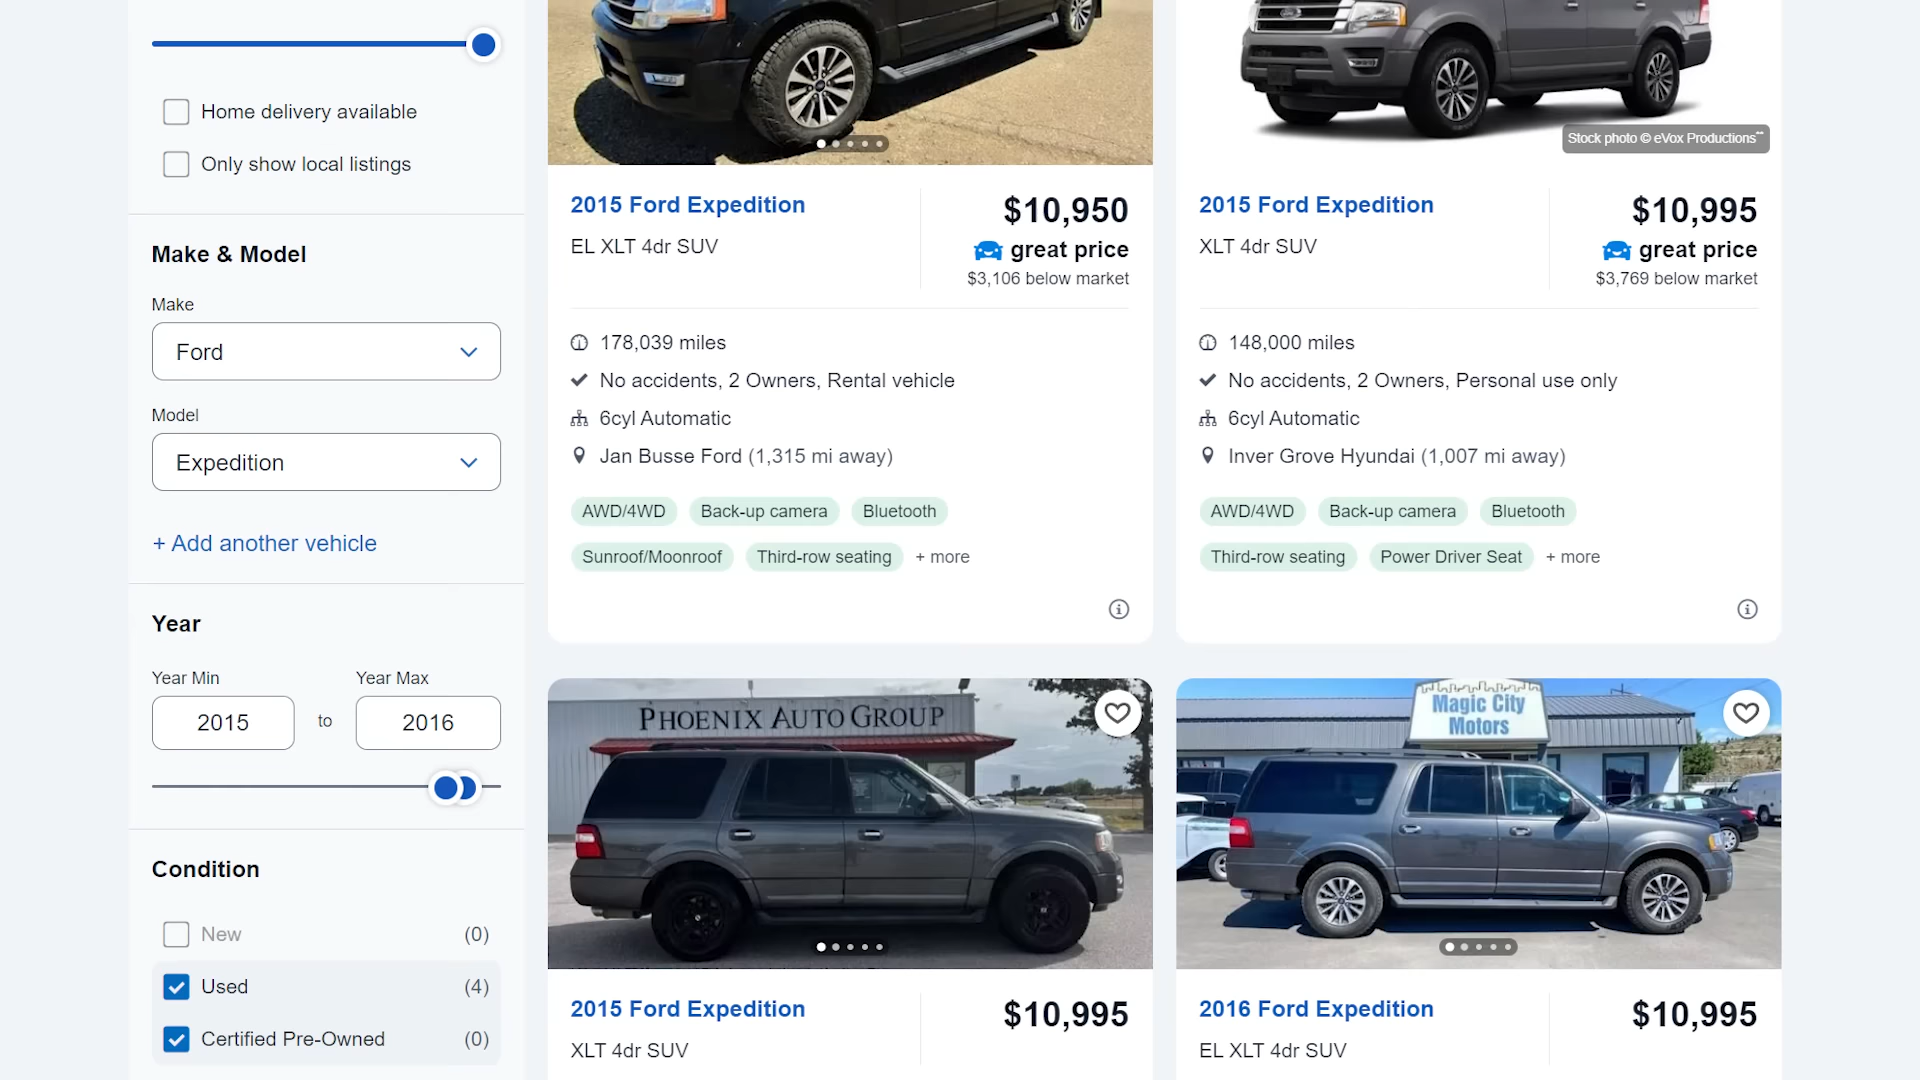 Home delivery available
Only show local listings
Make & Model
Make
Ford
Model
Expedition
+ Add another vehicle
Year
Year Min
Year Max
2015
to
2016
Condition
New
(0)
Used
(4)
Certified Pre-Owned
(0)
2015 Ford Expedition
EL XLT 4dr SUV
$10,950
great price
$3,106 below market
178,039 miles
No accidents, 2 Owners, Rental vehicle
6cyl Automatic
Jan Busse Ford (1,315 mi away)
AWD/4WD
Back-up camera
Bluetooth
Sunroof/Moonroof
Third-row seating
+ more
Stock photo © eVox Productions**
2015 Ford Expedition
XLT 4dr SUV
$10,995
great price
$3,769 below market
148,000 miles
No accidents, 2 Owners, Personal use only
6cyl Automatic
Inver Grove Hyundai (1,007 mi away)
AWD/4WD
Back-up camera
Bluetooth
Third-row seating
Power Driver Seat
+ more
PHOENIX AUTO GROUP
2015 Ford Expedition
XLT 4dr SUV
$10,995
Magic City
Motors
2016 Ford Expedition
EL XLT 4dr SUV
$10,995